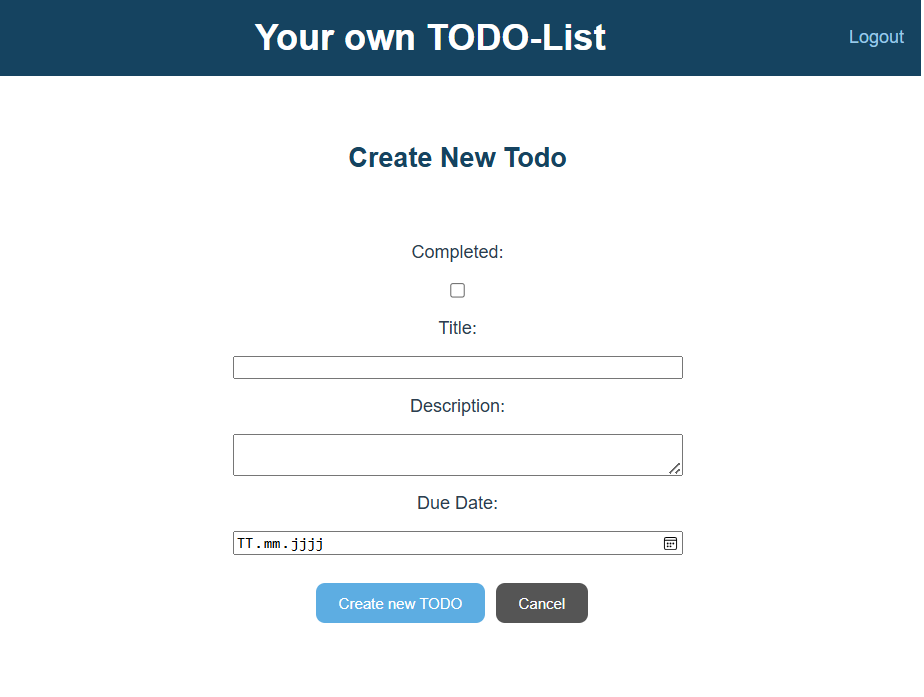 Your own TODO-List
Logout
Create New Todo
Completed:
Title:
Description:
Due Date:
TT.mm.jjjj
Create new TODO
Cancel